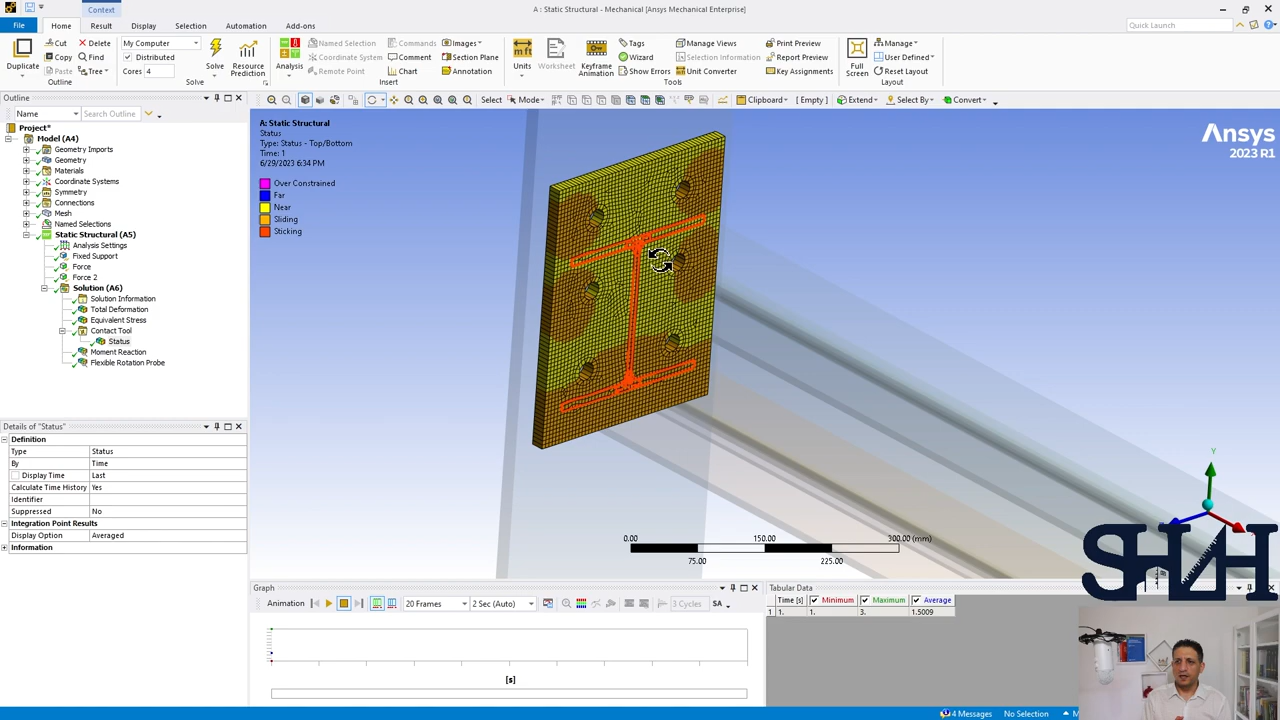 A : Static Structural - Mechanical [Ansys Mechanical Enterprise]
Context
File Home Result Display Selection Automation Add-ons Quick Launch
Duplicate
Cut
Copy
Paste
Delete
Find
Tree
Outline
My Computer
Distributed
Cores 4
Solve
Resource Prediction
Solve
Analysis
Named Selection
Coordinate System
Remote Point
Commands
Comment
Chart
Images
Section Plane
Annotation
Insert
Units
Worksheet
Keyframe Animation
Tags
Wizard
Show Errors
Manage Views
Selection Information
Unit Converter
Print Preview
Report Preview
Key Assignments
Tools
Full Screen
Manage
User Defined
Reset Layout
Layout
Select Mode Clipboard [ Empty ] Extend Select By Convert
Outline
Name Search Outline
Project*
Model (A4)
Geometry Imports
Geometry
Materials
Coordinate Systems
Symmetry
Connections
Mesh
Named Selections
Static Structural (A5)
Analysis Settings
Fixed Support
Force
Force 2
Solution (A6)
Solution Information
Total Deformation
Equivalent Stress
Contact Tool
Status
Moment Reaction
Flexible Rotation Probe
Details of "Status"
Definition
Type Status
By Time
Display Time Last
Calculate Time History Yes
Identifier
Suppressed No
Integration Point Results
Display Option Averaged
Information
A: Static Structural
Status
Type: Status - Top/Bottom
Time: 1
6/29/2023 6:34 PM
Over Constrained
Far
Near
Sliding
Sticking
Ansys
2023 R1
Y
0.00 150.00 300.00 (mm)
75.00 225.00
Graph
Animation 20 Frames 2 Sec (Auto) 3 Cycles SA
[s]
Tabular Data
Time [s] Minimum Maximum Average
1 1. 1. 3. 1.5009
4 Messages No Selection